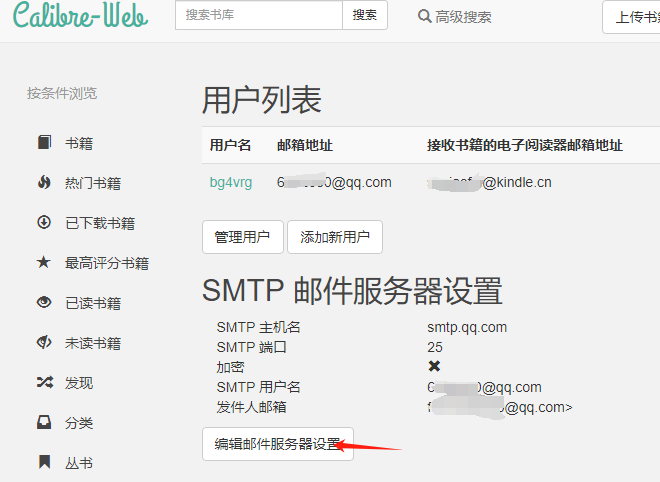 Calibre-Web 搜索书库 搜索 高级搜索 上传书
按条件浏览
书籍
热门书籍
已下载书籍
最高评分书籍
已读书籍
未读书籍
发现
分类
丛书
用户列表
用户名 邮箱地址 接收书籍的电子阅读器邮箱地址
bg4vrg @qq.com @kindle.cn
管理用户 添加新用户
SMTP 邮件服务器设置
SMTP 主机名 smtp.qq.com
SMTP 端口 25
加密
SMTP 用户名 0@qq.com
发件人邮箱 @qq.com>
编辑邮件服务器设置